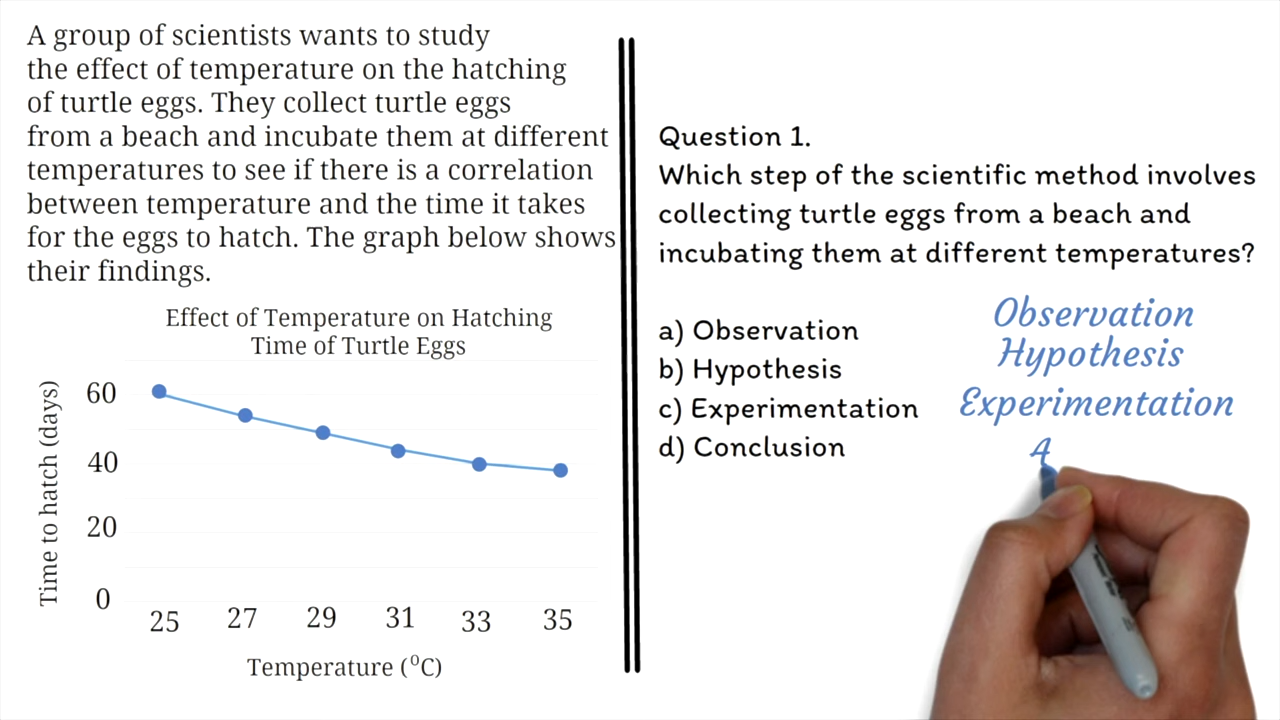 A group of scientists wants to study
the effect of temperature on the hatching
of turtle eggs. They collect turtle eggs
from a beach and incubate them at different
temperatures to see if there is a correlation
between temperature and the time it takes
for the eggs to hatch. The graph below shows
their findings.
Effect of Temperature on Hatching
Time of Turtle Eggs
Time to hatch (days)
60
40
20
0
25 27 29 31 33 35
Temperature (⁰C)
Question 1.
Which step of the scientific method involves
collecting turtle eggs from a beach and
incubating them at different temperatures?
a) Observation
b) Hypothesis
c) Experimentation
d) Conclusion
Observation
Hypothesis
Experimentation
A